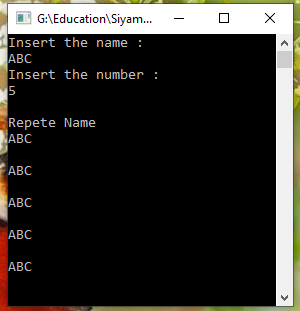 G:\Education\Siyam...
Insert the name :
ABC
Insert the number :
5
Repete Name
ABC
ABC
ABC
ABC
ABC